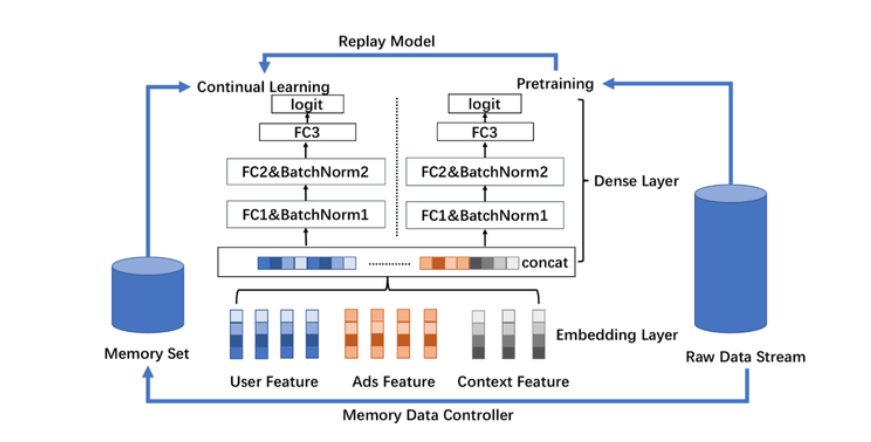 Replay Model
Continual Learning
Pretraining
logit
logit
FC3
FC3
FC2&BatchNorm2
FC2&BatchNorm2
Dense Layer
FC1&BatchNorm1
FC1&BatchNorm1
concat
Embedding Layer
Memory Set
Raw Data Stream
User Feature
Ads Feature
Context Feature
Memory Data Controller